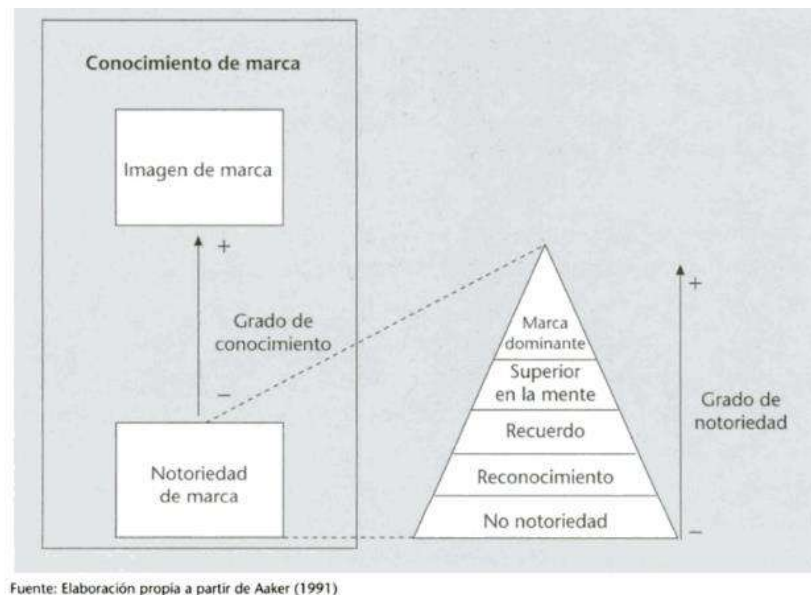 Conocimiento de marca
Imagen de marca
+
Grado de
conocimiento
−
Notoriedad
de marca
Marca
dominante
Superior
en la mente
Recuerdo
Reconocimiento
No notoriedad
+
Grado de
notoriedad
−
Fuente: Elaboración propia a partir de Aaker (1991)